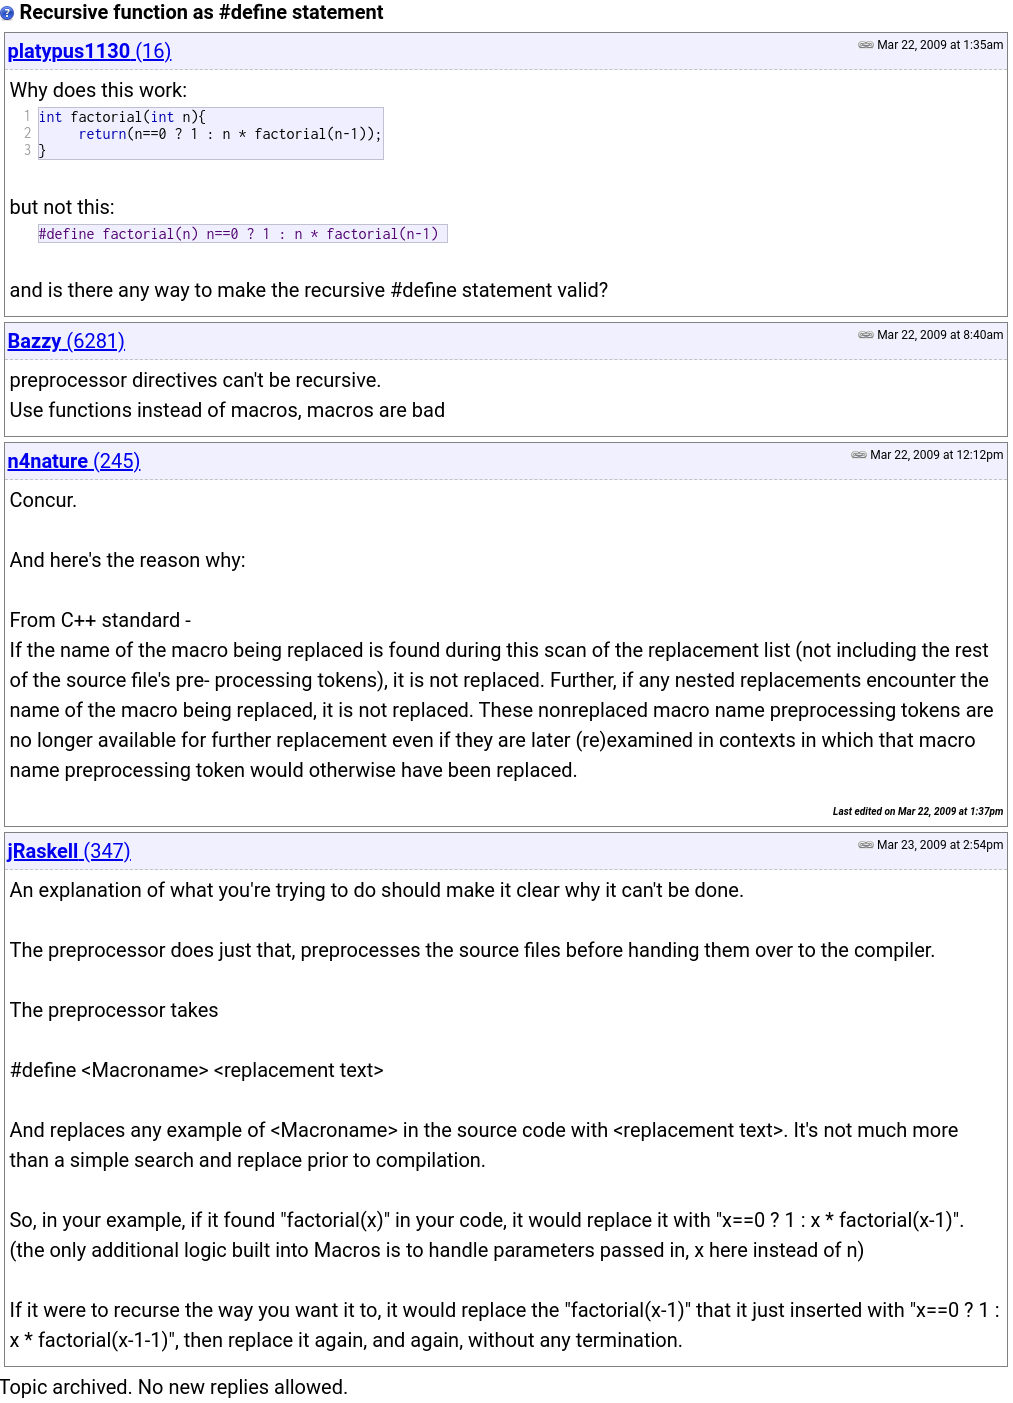 Recursive function as #define statement
platypus1130 (16)
Mar 22, 2009 at 1:35am
Why does this work:
1 int factorial(int n){
2      return(n==0 ? 1 : n * factorial(n-1));
3 }
but not this:
#define factorial(n) n==0 ? 1 : n * factorial(n-1)
and is there any way to make the recursive #define statement valid?
Bazzy (6281)
Mar 22, 2009 at 8:40am
preprocessor directives can't be recursive.
Use functions instead of macros, macros are bad
n4nature (245)
Mar 22, 2009 at 12:12pm
Concur.
And here's the reason why:
From C++ standard -
If the name of the macro being replaced is found during this scan of the replacement list (not including the rest
of the source file's pre- processing tokens), it is not replaced. Further, if any nested replacements encounter the
name of the macro being replaced, it is not replaced. These nonreplaced macro name preprocessing tokens are
no longer available for further replacement even if they are later (re)examined in contexts in which that macro
name preprocessing token would otherwise have been replaced.
Last edited on Mar 22, 2009 at 1:37pm
jRaskell (347)
Mar 23, 2009 at 2:54pm
An explanation of what you're trying to do should make it clear why it can't be done.
The preprocessor does just that, preprocesses the source files before handing them over to the compiler.
The preprocessor takes
#define <Macroname> <replacement text>
And replaces any example of <Macroname> in the source code with <replacement text>. It's not much more
than a simple search and replace prior to compilation.
So, in your example, if it found "factorial(x)" in your code, it would replace it with "x==0 ? 1 : x * factorial(x-1)".
(the only additional logic built into Macros is to handle parameters passed in, x here instead of n)
If it were to recurse the way you want it to, it would replace the "factorial(x-1)" that it just inserted with "x==0 ? 1 :
x * factorial(x-1-1)", then replace it again, and again, without any termination.
Topic archived. No new replies allowed.